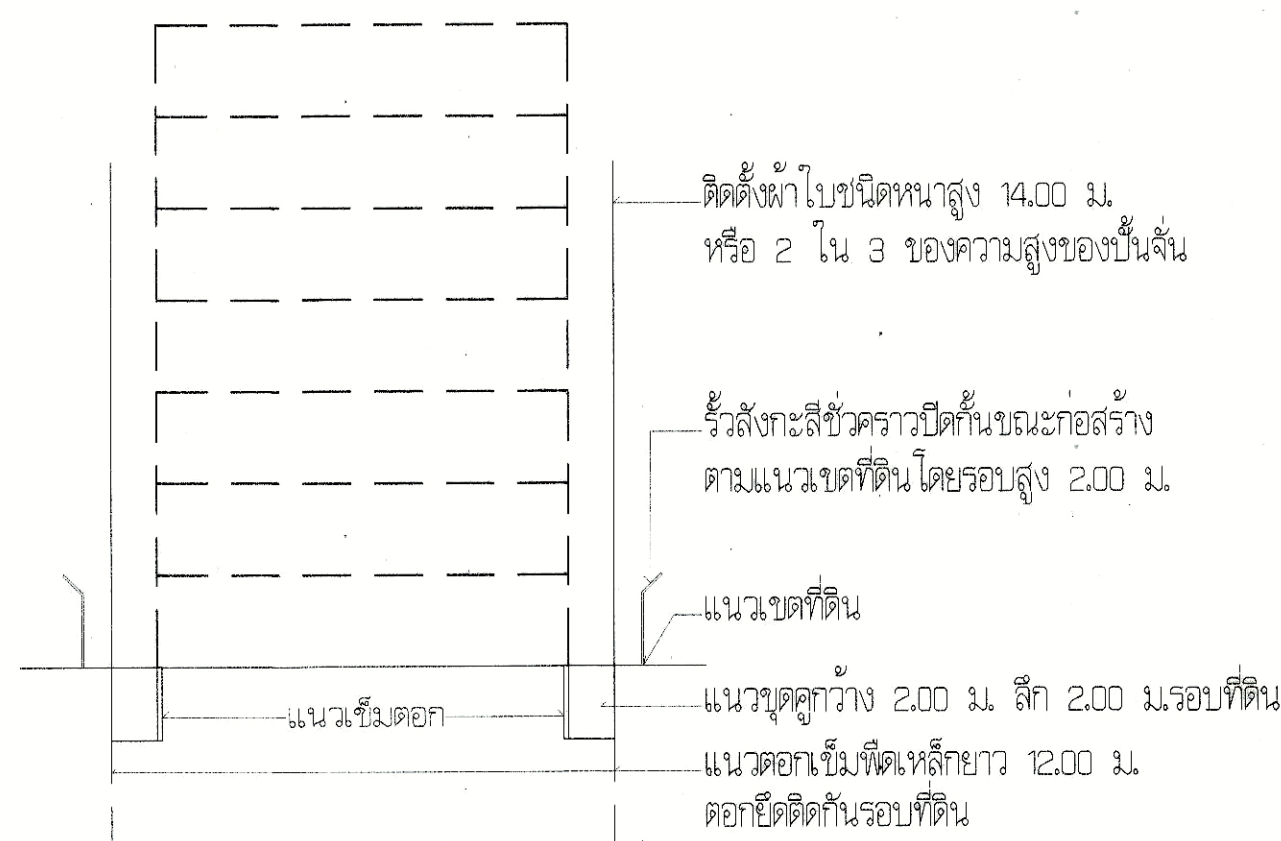 ติดตั้งผ้าใบชนิดหนาสูง 14.00 ม.
หรือ 2 ใน 3 ของความสูงของปั้นจั่น
รั้วสังกะสีชั่วคราวปิดกั้นขณะก่อสร้าง
ตามแนวเขตที่ดินโดยรอบสูง 2.00 ม.
แนวเขตที่ดิน
แนวขุดคูกว้าง 2.00 ม. ลึก 2.00 ม.รอบที่ดิน
แนวเข็มตอก
แนวตอกเข็มพืดเหล็กยาว 12.00 ม.
ตอกยึดติดกันรอบที่ดิน